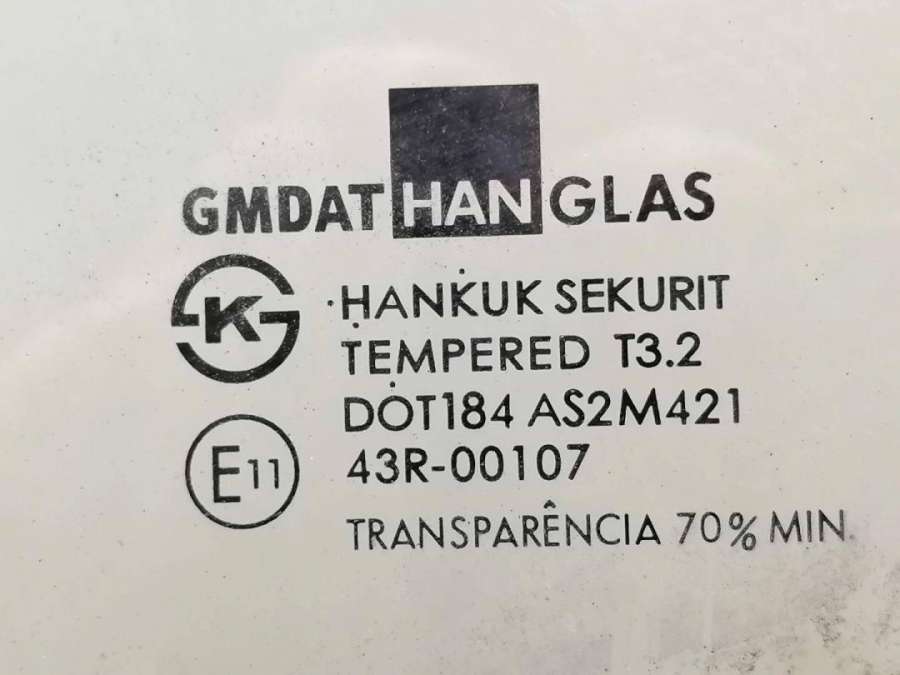 GMDAT HAN GLAS
K
HANKUK SEKURIT
TEMPERED T3.2
DOT184 AS2M421
E11
43R-00107
TRANSPARÊNCIA 70% MIN.